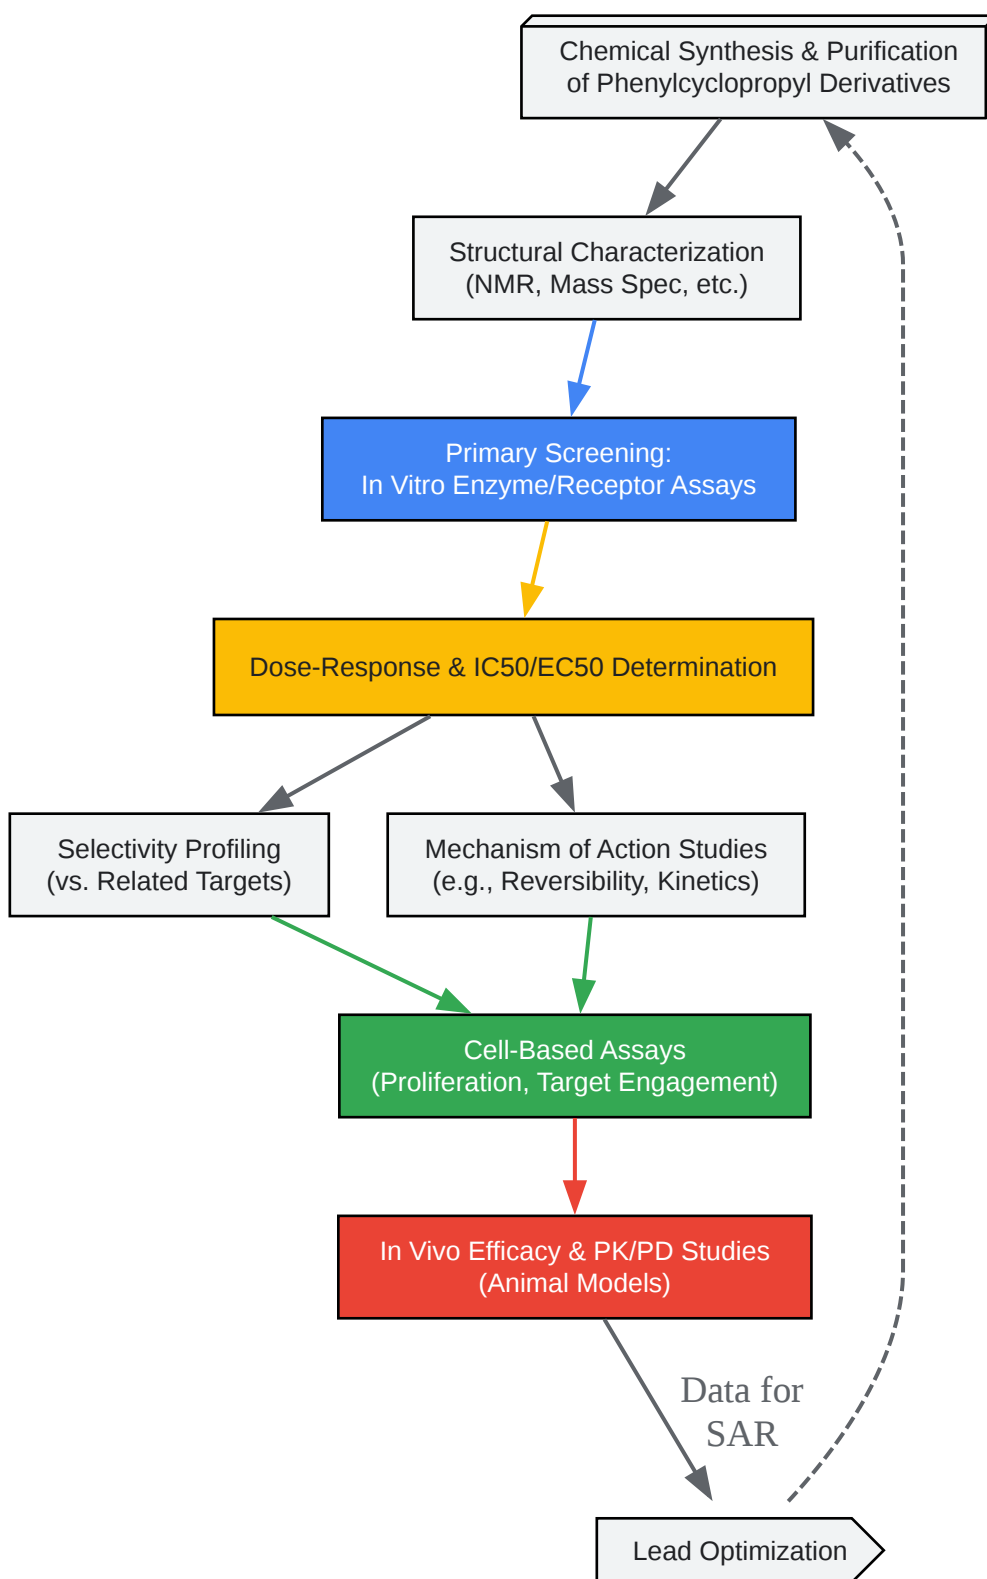 Chemical Synthesis & Purification
of Phenylcyclopropyl Derivatives
Structural Characterization
(NMR, Mass Spec, etc.)
Primary Screening:
In Vitro Enzyme/Receptor Assays
Dose-Response & IC50/EC50 Determination
Selectivity Profiling
(vs. Related Targets)
Mechanism of Action Studies
(e.g., Reversibility, Kinetics)
Cell-Based Assays
(Proliferation, Target Engagement)
In Vivo Efficacy & PK/PD Studies
(Animal Models)
Data for
SAR
Lead Optimization